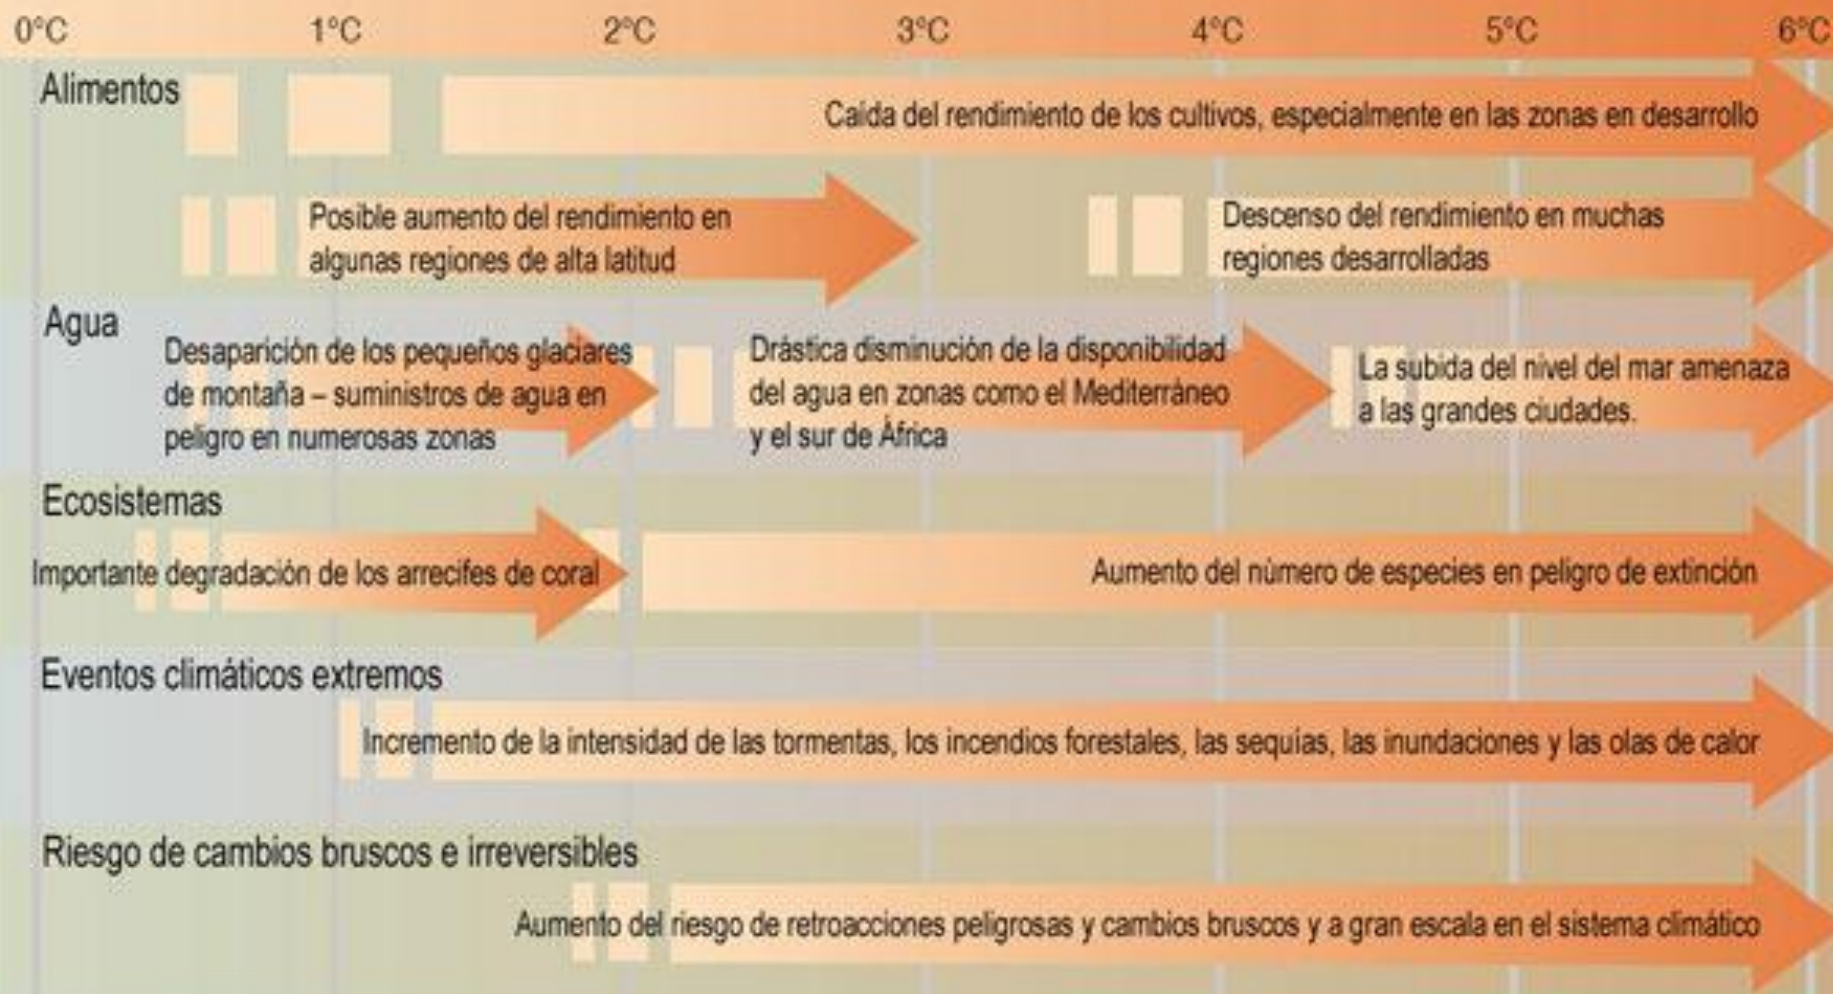 0°C 1°C 2°C 3°C 4°C 5°C 6°C
Alimentos
Caída del rendimiento de los cultivos, especialmente en las zonas en desarrollo
Posible aumento del rendimiento en
algunas regiones de alta latitud
Descenso del rendimiento en muchas
regiones desarrolladas
Agua
Desaparición de los pequeños glaciares
de montaña – suministros de agua en
peligro en numerosas zonas
Drástica disminución de la disponibilidad
del agua en zonas como el Mediterráneo
y el sur de África
La subida del nivel del mar amenaza
a las grandes ciudades.
Ecosistemas
Importante degradación de los arrecifes de coral
Aumento del número de especies en peligro de extinción
Eventos climáticos extremos
Incremento de la intensidad de las tormentas, los incendios forestales, las sequías, las inundaciones y las olas de calor
Riesgo de cambios bruscos e irreversibles
Aumento del riesgo de retroacciones peligrosas y cambios bruscos y a gran escala en el sistema climático